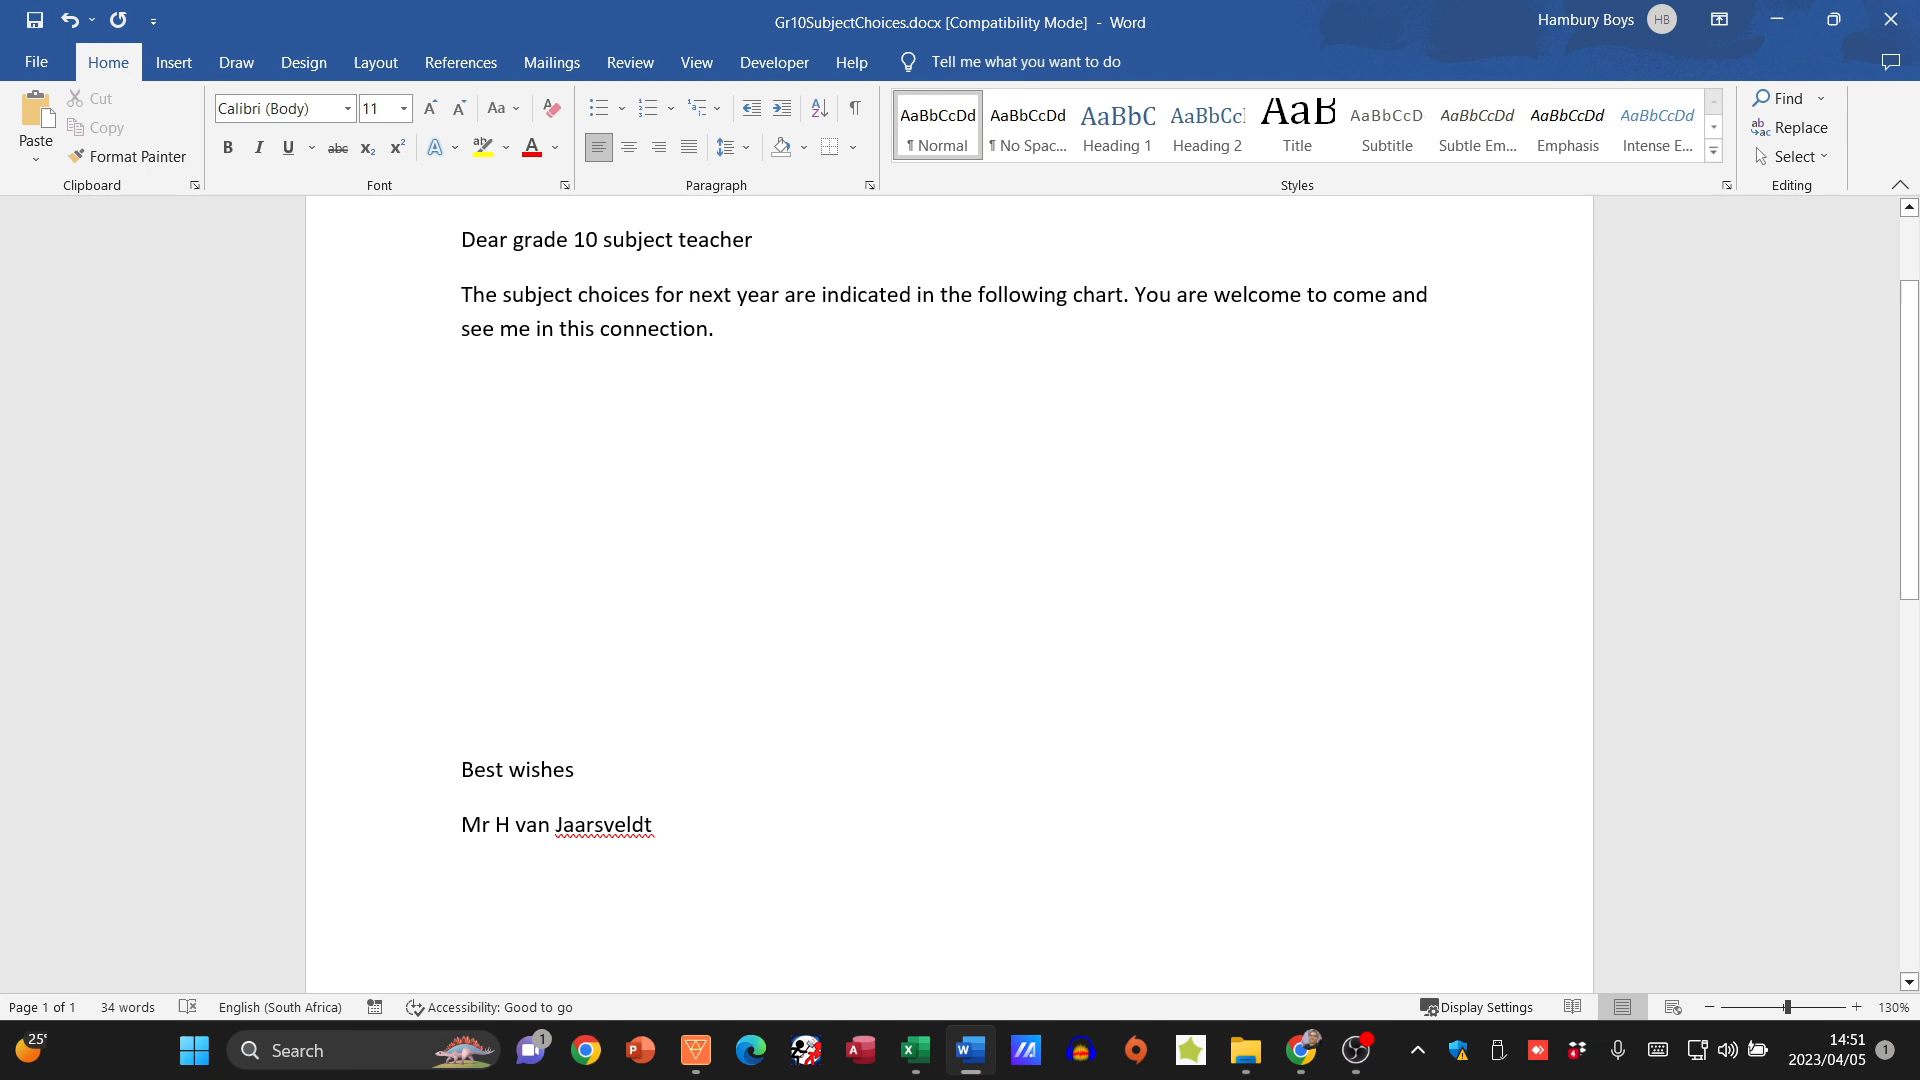 Gr10SubjectChoices.docx [Compatibility Mode] - Word
Hambury Boys HB
File Home Insert Draw Design Layout References Mailings Review View Developer Help Tell me what you want to do
Paste
Cut
Copy
Format Painter
Clipboard
Calibri (Body) 11
Font
Paragraph
AaBbCcDd AaBbCcDd AaBbC AaBbCc AaB AaBbCcD AaBbCcDd AaBbCcDd AaBbCcDd
¶ Normal ¶ No Spac... Heading 1 Heading 2 Title Subtitle Subtle Em... Emphasis Intense E...
Styles
Find
Replace
Select
Editing
Dear grade 10 subject teacher
The subject choices for next year are indicated in the following chart. You are welcome to come and
see me in this connection.
Best wishes
Mr H van Jaarsveldt
Page 1 of 1 34 words English (South Africa) Accessibility: Good to go Display Settings 130%
25°
Search
1
14:51
2023/04/05
1